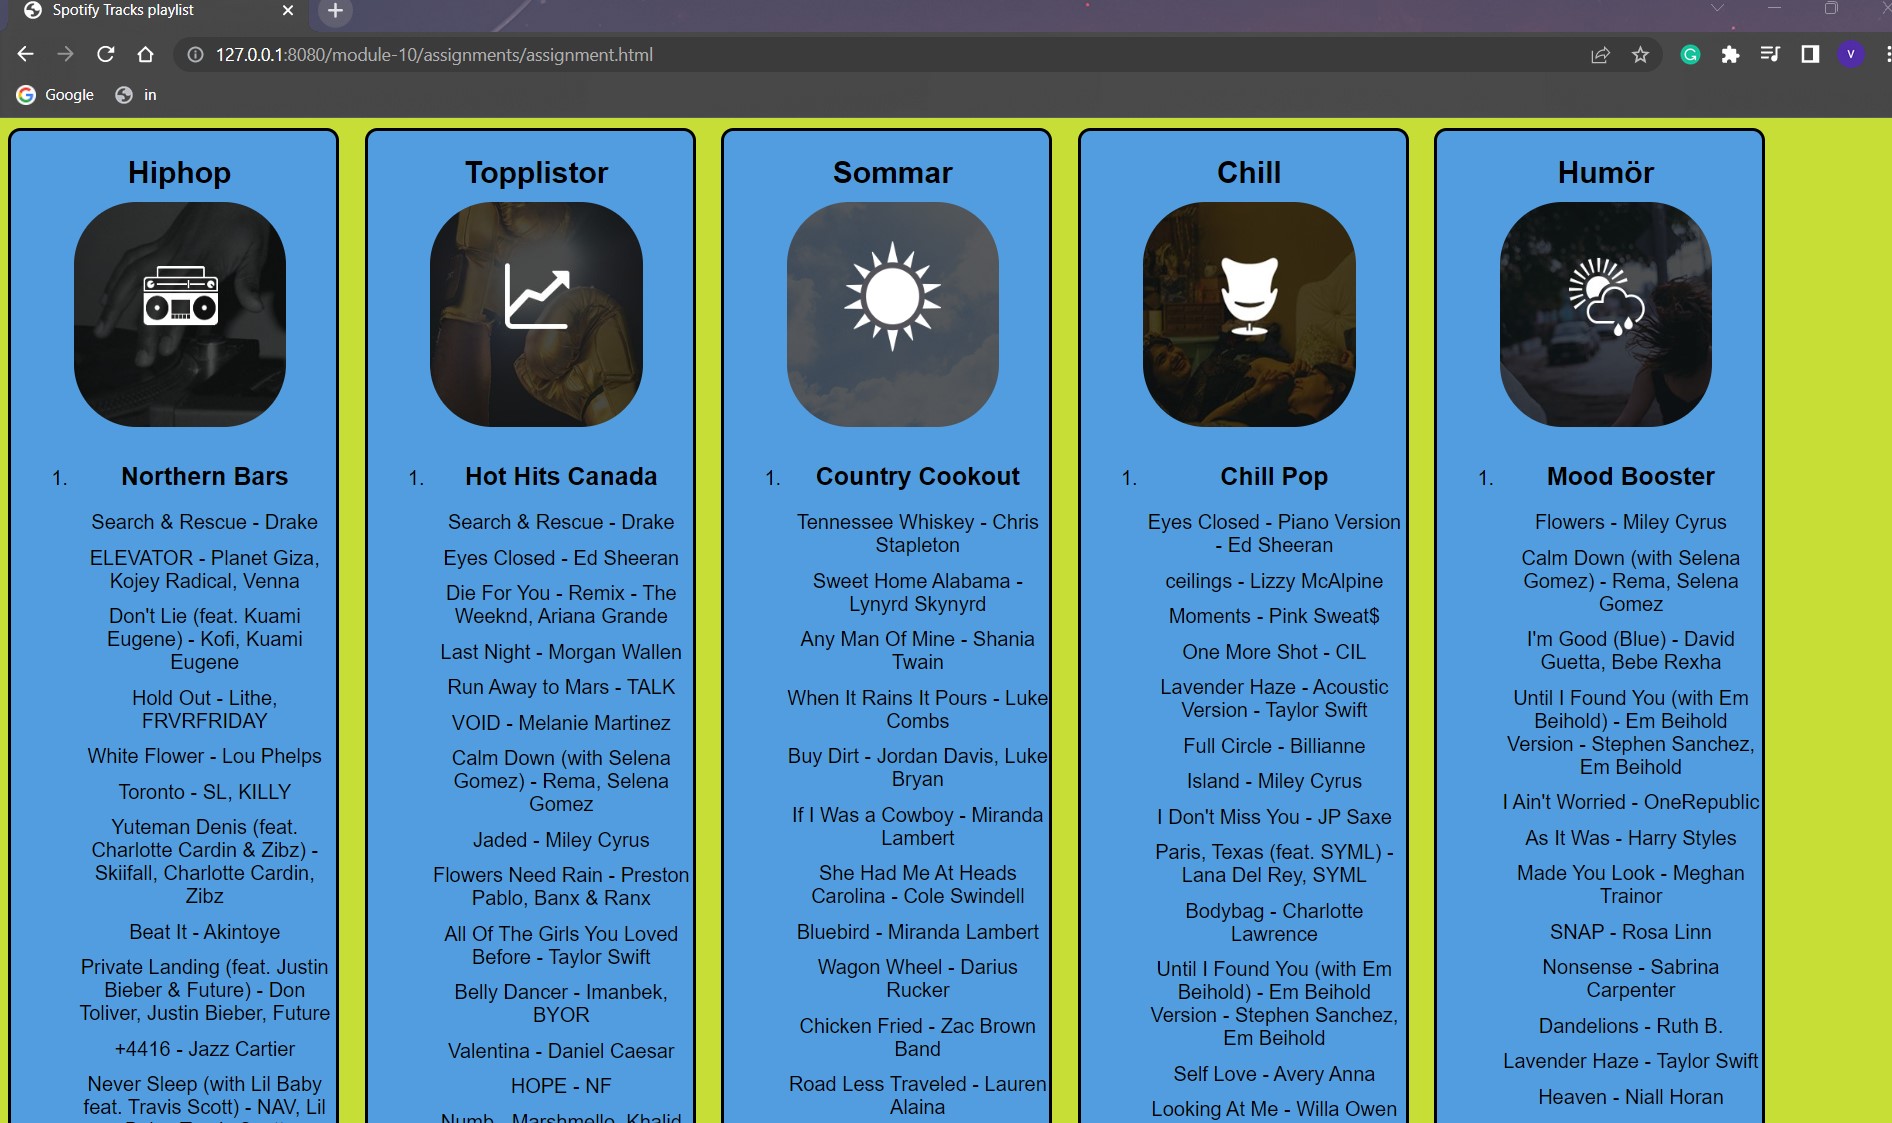 Spotify Tracks playlist
127.0.0.1:8080/module-10/assignments/assignment.html
V
Google
in
Hiphop
1. Northern Bars
Search & Rescue - Drake
ELEVATOR - Planet Giza,
Kojey Radical, Venna
Don't Lie (feat. Kuami
Eugene) - Kofi, Kuami
Eugene
Hold Out - Lithe,
FRVRFRIDAY
White Flower - Lou Phelps
Toronto - SL, KILLY
Yuteman Denis (feat.
Charlotte Cardin & Zibz) -
Skiifall, Charlotte Cardin,
Zibz
Beat It - Akintoye
Private Landing (feat. Justin
Bieber & Future) - Don
Toliver, Justin Bieber, Future
+4416 - Jazz Cartier
Never Sleep (with Lil Baby
feat. Travis Scott) - NAV, Lil
Topplistor
1. Hot Hits Canada
Search & Rescue - Drake
Eyes Closed - Ed Sheeran
Die For You - Remix - The
Weeknd, Ariana Grande
Last Night - Morgan Wallen
Run Away to Mars - TALK
VOID - Melanie Martinez
Calm Down (with Selena
Gomez) - Rema, Selena
Gomez
Jaded - Miley Cyrus
Flowers Need Rain - Preston
Pablo, Banx & Ranx
All Of The Girls You Loved
Before - Taylor Swift
Belly Dancer - Imanbek,
BYOR
Valentina - Daniel Caesar
HOPE - NF
Numb - Marshmello, Khalid
Sommar
1. Country Cookout
Tennessee Whiskey - Chris
Stapleton
Sweet Home Alabama -
Lynyrd Skynyrd
Any Man Of Mine - Shania
Twain
When It Rains It Pours - Luke
Combs
Buy Dirt - Jordan Davis, Luke
Bryan
If I Was a Cowboy - Miranda
Lambert
She Had Me At Heads
Carolina - Cole Swindell
Bluebird - Miranda Lambert
Wagon Wheel - Darius
Rucker
Chicken Fried - Zac Brown
Band
Road Less Traveled - Lauren
Alaina
Chill
1. Chill Pop
Eyes Closed - Piano Version
- Ed Sheeran
ceilings - Lizzy McAlpine
Moments - Pink Sweat$
One More Shot - CIL
Lavender Haze - Acoustic
Version - Taylor Swift
Full Circle - Billianne
Island - Miley Cyrus
I Don't Miss You - JP Saxe
Paris, Texas (feat. SYML) -
Lana Del Rey, SYML
Bodybag - Charlotte
Lawrence
Until I Found You (with Em
Beihold) - Em Beihold
Version - Stephen Sanchez,
Em Beihold
Self Love - Avery Anna
Looking At Me - Willa Owen
Humör
1. Mood Booster
Flowers - Miley Cyrus
Calm Down (with Selena
Gomez) - Rema, Selena
Gomez
I'm Good (Blue) - David
Guetta, Bebe Rexha
Until I Found You (with Em
Beihold) - Em Beihold
Version - Stephen Sanchez,
Em Beihold
I Ain't Worried - OneRepublic
As It Was - Harry Styles
Made You Look - Meghan
Trainor
SNAP - Rosa Linn
Nonsense - Sabrina
Carpenter
Dandelions - Ruth B.
Lavender Haze - Taylor Swift
Heaven - Niall Horan